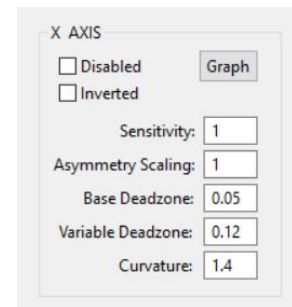 X AXIS
Disabled
Graph
Inverted
Sensitivity: 1
Asymmetry Scaling: 1
Base Deadzone: 0.05
Variable Deadzone: 0.12
Curvature: 1.4